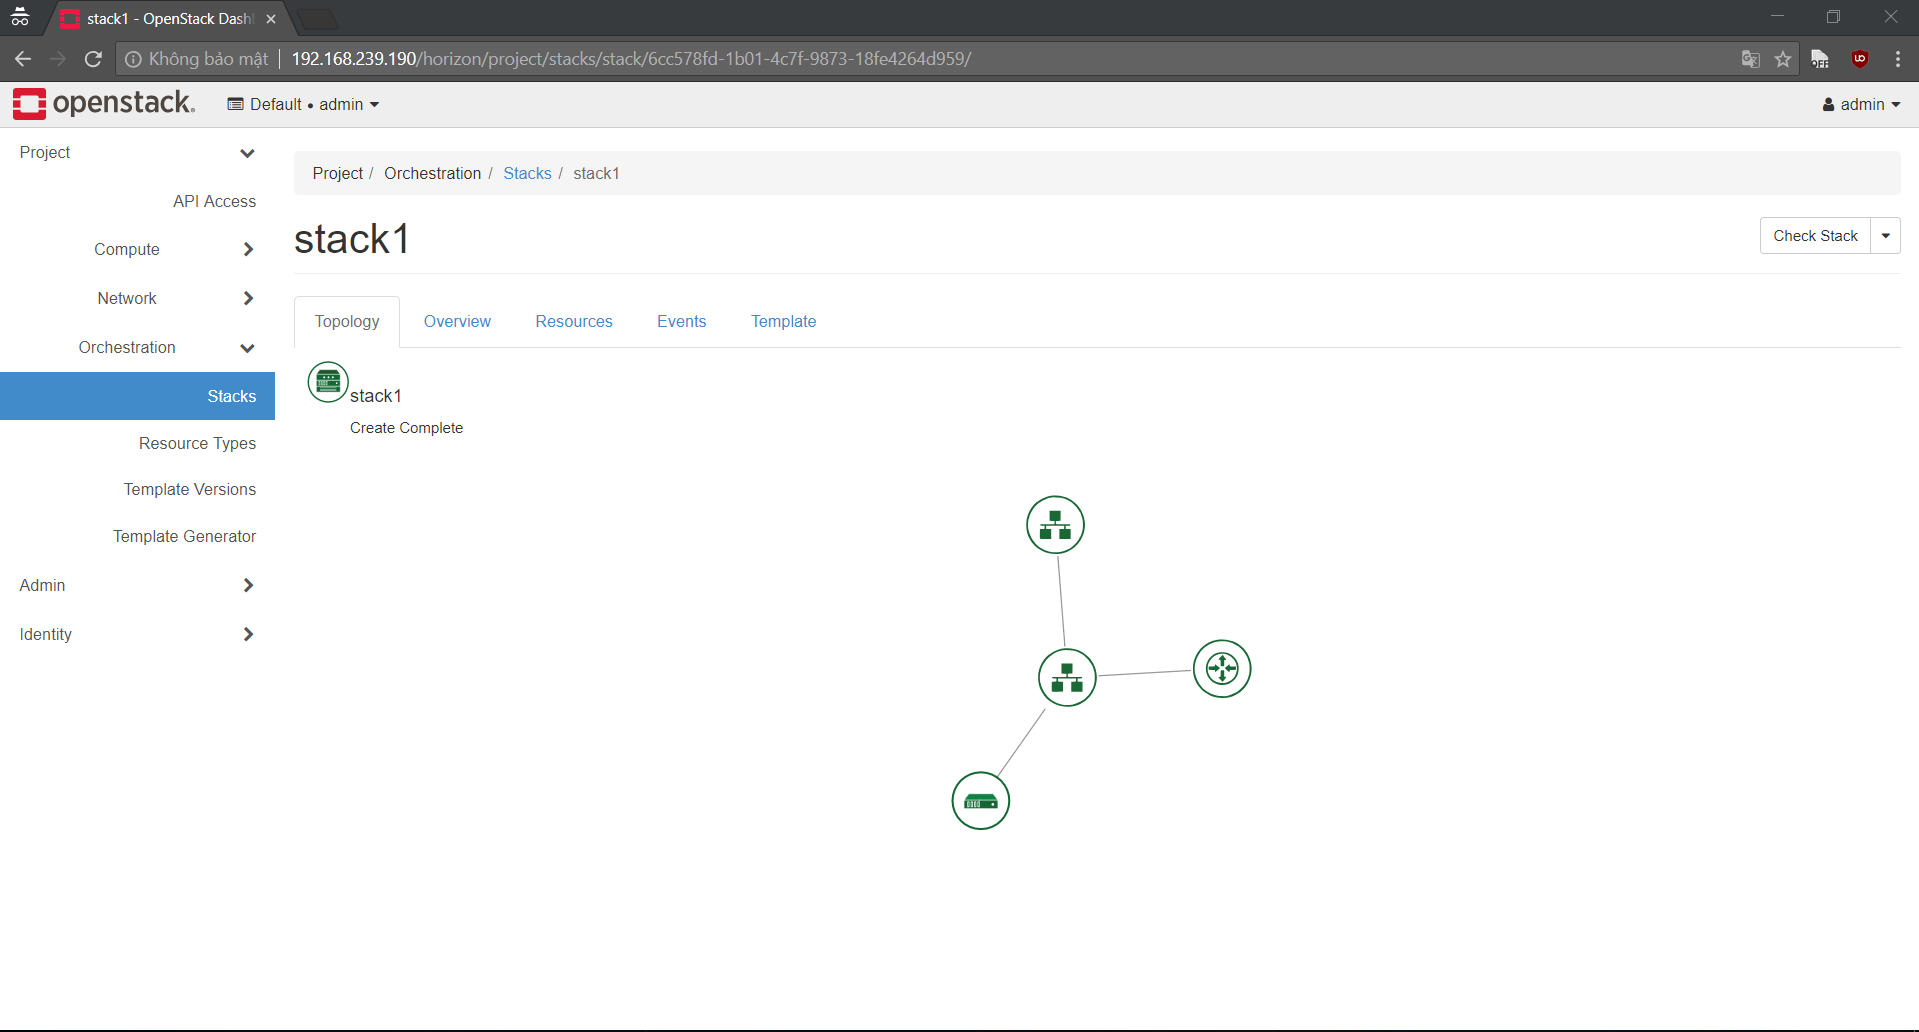 stack1 - OpenStack Dash
Không bảo mật 192.168.239.190/horizon/project/stacks/stack/6cc578fd-1b01-4c7f-9873-18fe4264d959/
OFF
openstack. Default • admin admin
Project
API Access
Compute
Network
Orchestration
Stacks
Resource Types
Template Versions
Template Generator
Admin
Identity
Project / Orchestration / Stacks / stack1
stack1
Check Stack
Topology Overview Resources Events Template
stack1
Create Complete